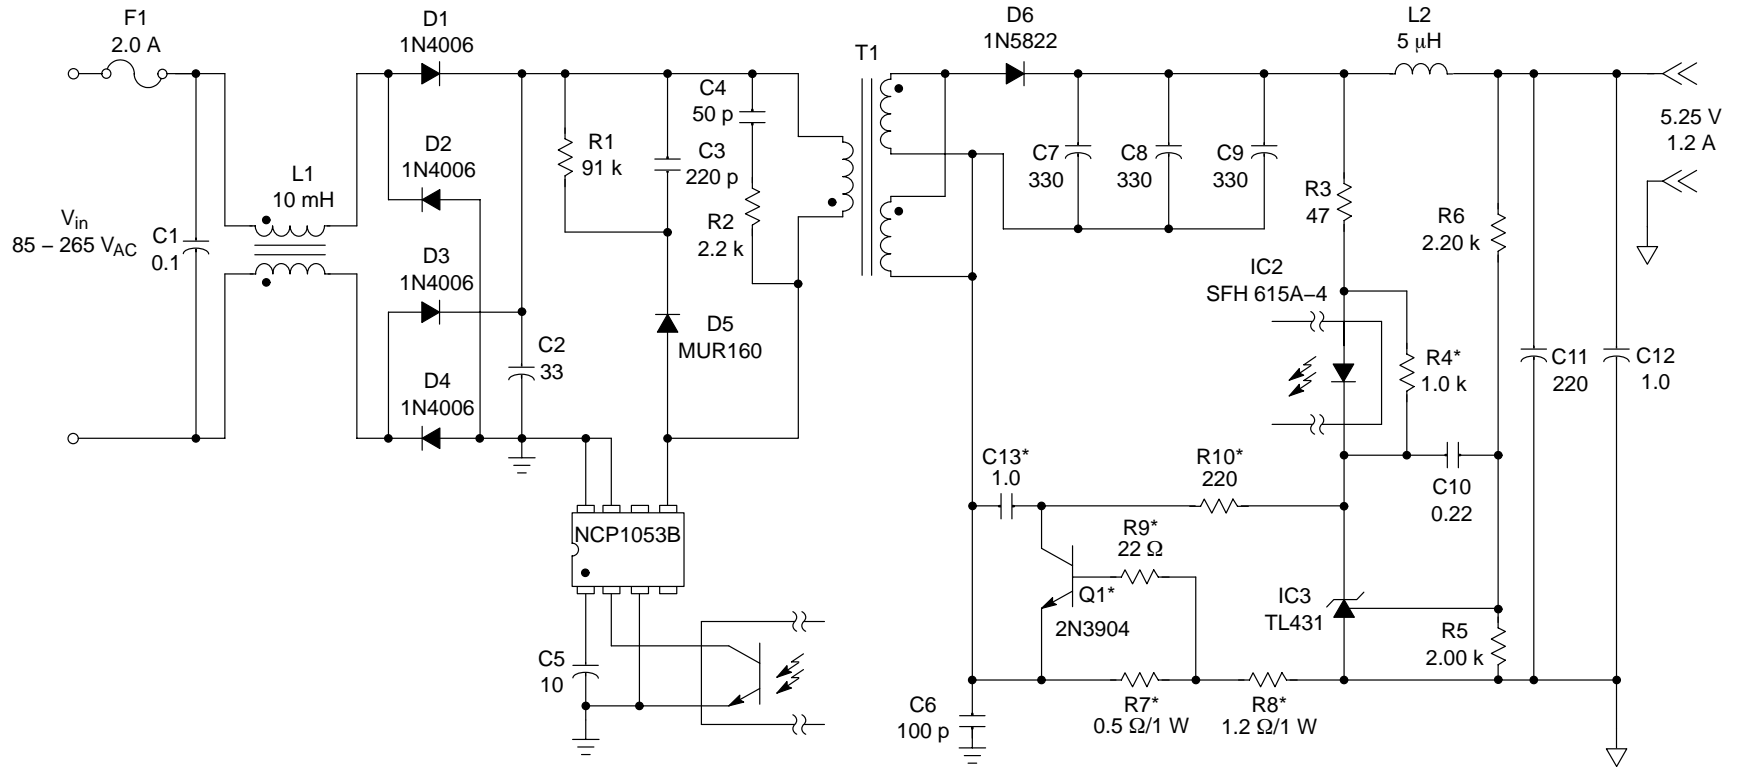 F1
2.0 A
D1
1N4006
D6
1N5822
L2
5 μH
T1
C4
50 p
D2
1N4006
R1
91 k
C3
220 p
C7
330
C8
330
C9
330
5.25 V
1.2 A
L1
10 mH
R3
47
Vin
85 – 265 VAC
C1
0.1
R2
2.2 k
R6
2.20 k
D3
1N4006
IC2
SFH 615A–4
D5
MUR160
C2
33
R4*
1.0 k
C11
220
C12
1.0
D4
1N4006
C13*
1.0
R10*
220
C10
0.22
NCP1053B
R9*
22 Ω
Q1*
2N3904
IC3
TL431
R5
2.00 k
C5
10
C6
100 p
R7*
0.5 Ω/1 W
R8*
1.2 Ω/1 W